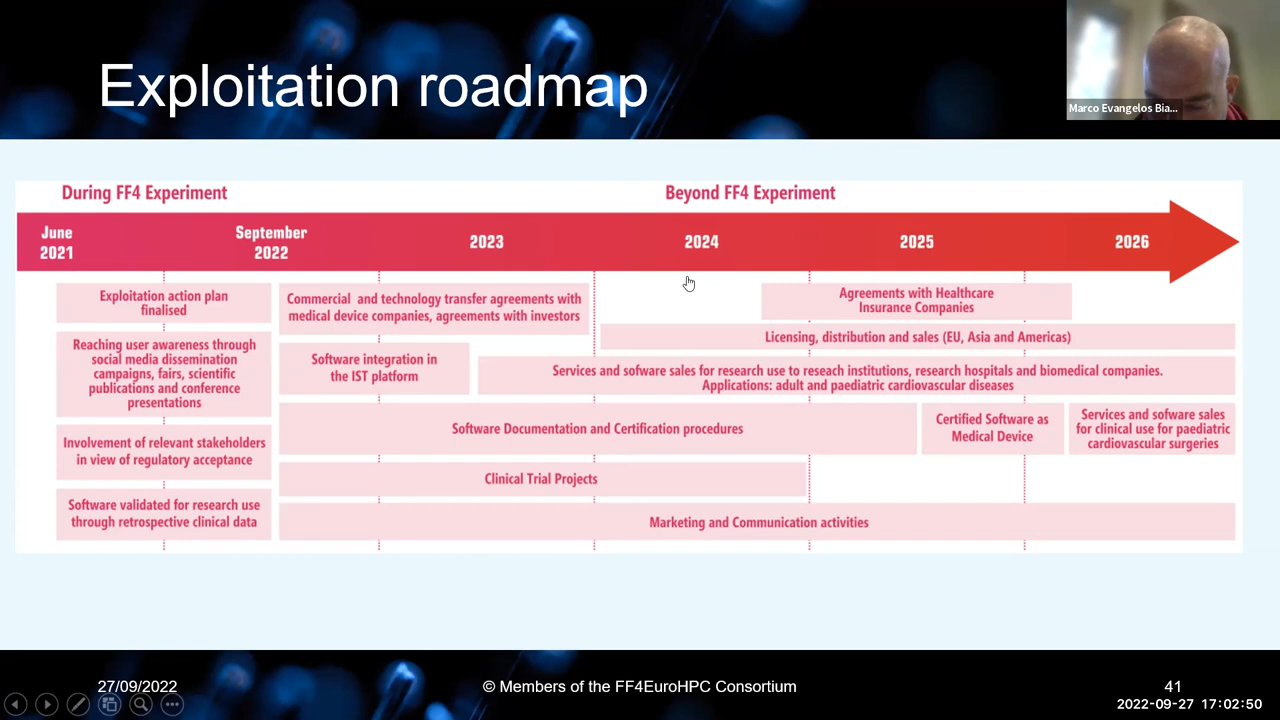 Exploitation roadmap
Marco Evangelos Bia...
During FF4 Experiment
Beyond FF4 Experiment
June
2021
September
2022
2023
2024
2025
2026
Exploitation action plan
finalised
Reaching user awareness through
social media dissemination
campaigns, fairs, scientific
publications and conference
presentations
Involvement of relevant stakeholders
in view of regulatory acceptance
Software validated for research use
through retrospective clinical data
Commercial and technology transfer agreements with
medical device companies, agreements with investors
Software integration in
the IST platform
Agreements with Healthcare
Insurance Companies
Licensing, distribution and sales (EU, Asia and Americas)
Services and sofware sales for research use to reseach institutions, research hospitals and biomedical companies.
Applications: adult and paediatric cardiovascular diseases
Software Documentation and Certification procedures
Certified Software as
Medical Device
Services and sofware sales
for clinical use for paediatric
cardiovascular surgeries
Clinical Trial Projects
Marketing and Communication activities
27/09/2022
© Members of the FF4EuroHPC Consortium
41
2022-09-27 17:02:50